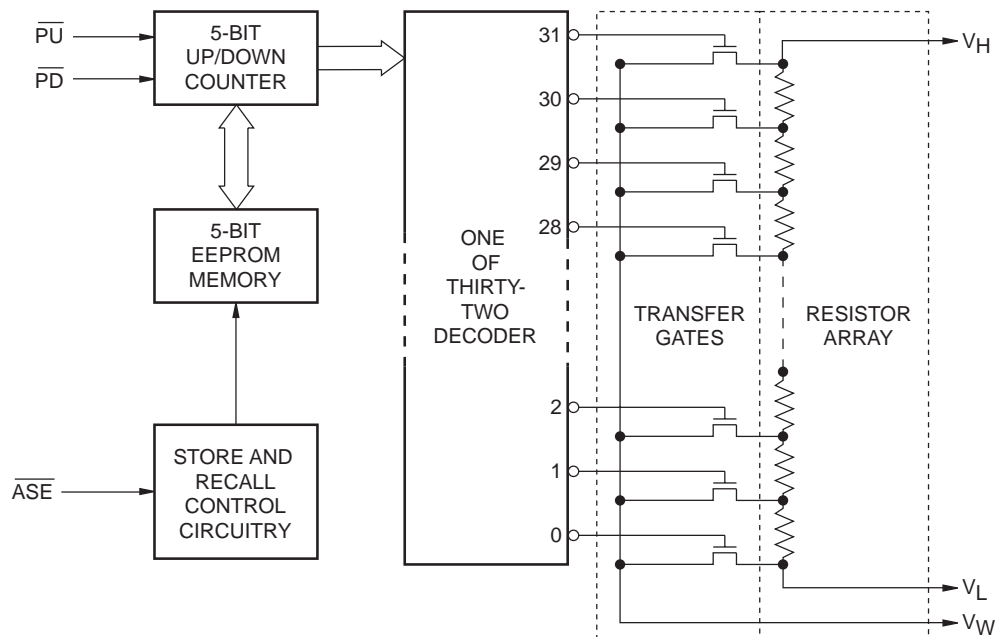 PU
PD
5-BIT
UP/DOWN
COUNTER
5-BIT
EEPROM
MEMORY
ASE
STORE AND
RECALL
CONTROL
CIRCUITRY
ONE
OF
THIRTY-
TWO
DECODER
31
30
29
28
2
1
0
TRANSFER
GATES
RESISTOR
ARRAY
VH
VL
VW